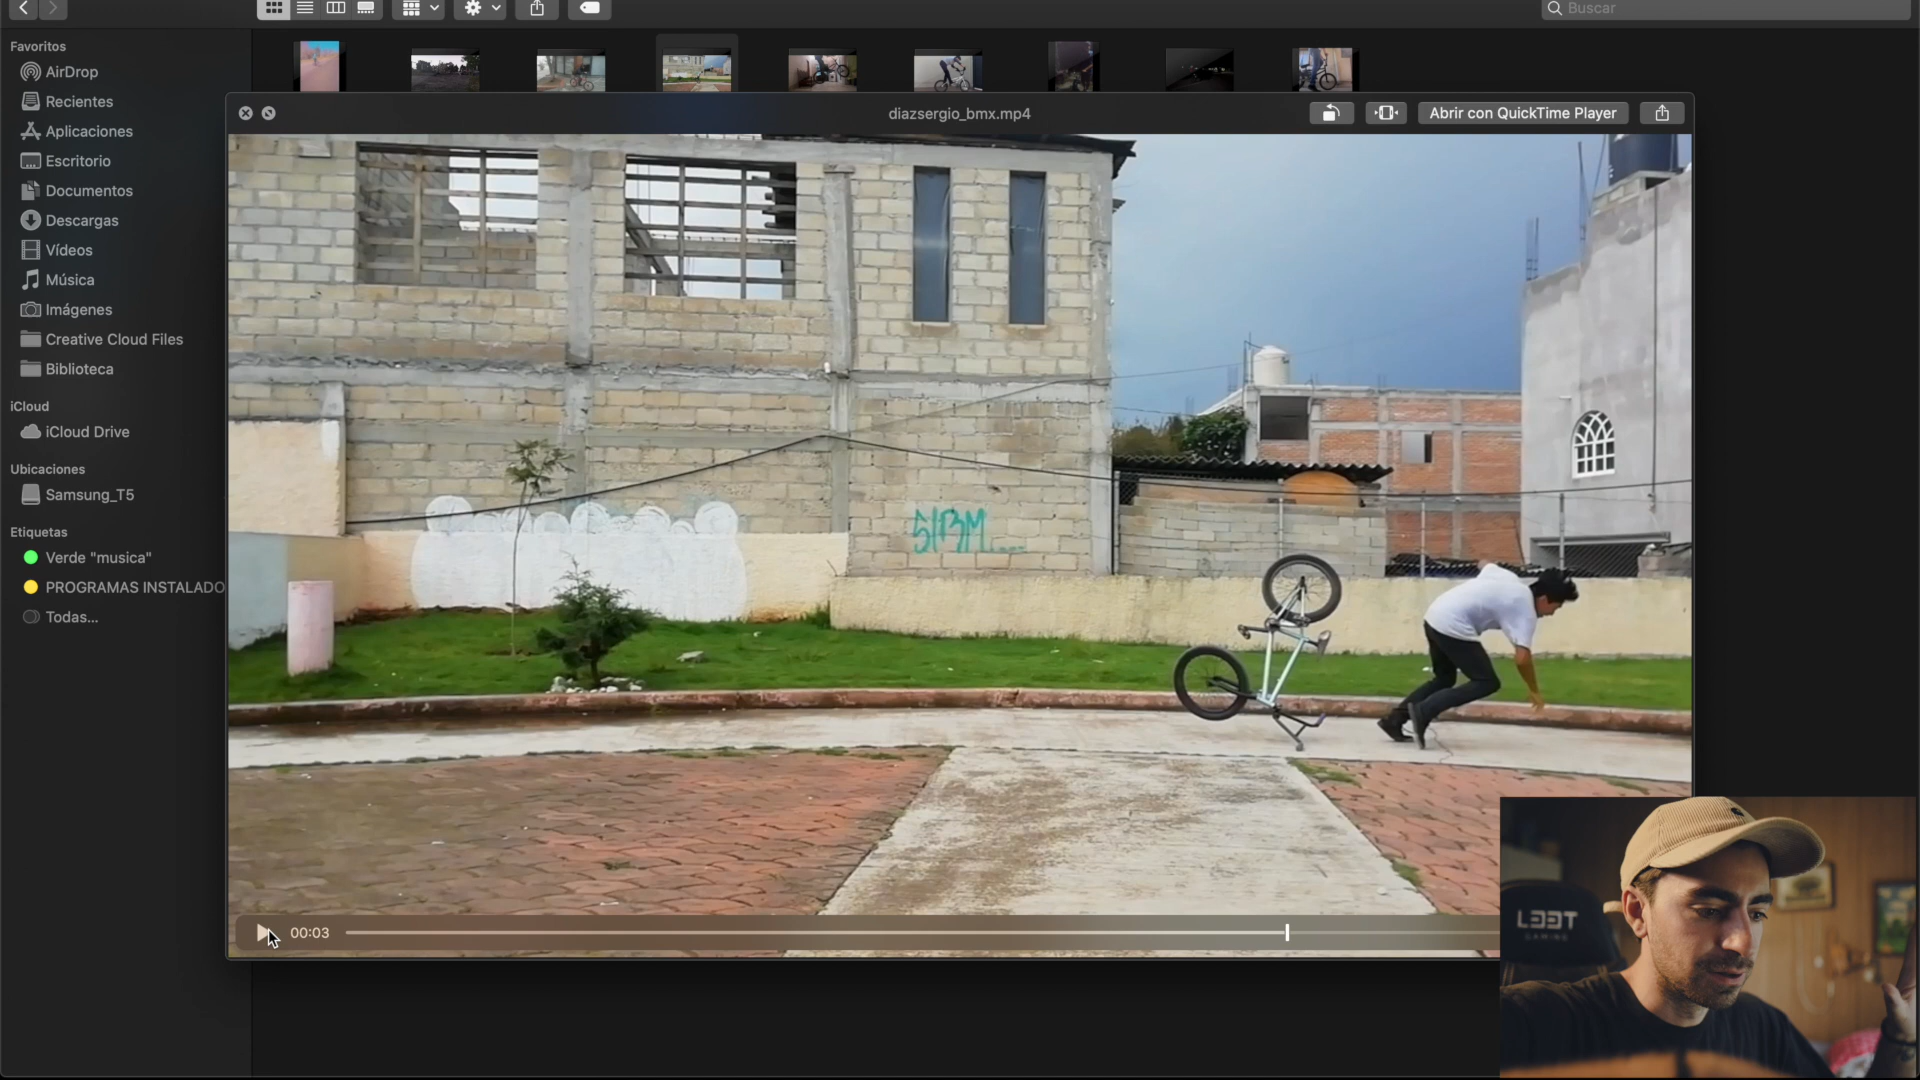 Buscar
Favoritos
AirDrop
Recientes
Aplicaciones
Escritorio
Documentos
Descargas
Vídeos
Música
Imágenes
Creative Cloud Files
Biblioteca
iCloud
iCloud Drive
Ubicaciones
Samsung_T5
Etiquetas
Verde "musica"
PROGRAMAS INSTALADO
Todas...
diazsergio_bmx.mp4
Abrir con QuickTime Player
00:03
L33T
GAMING